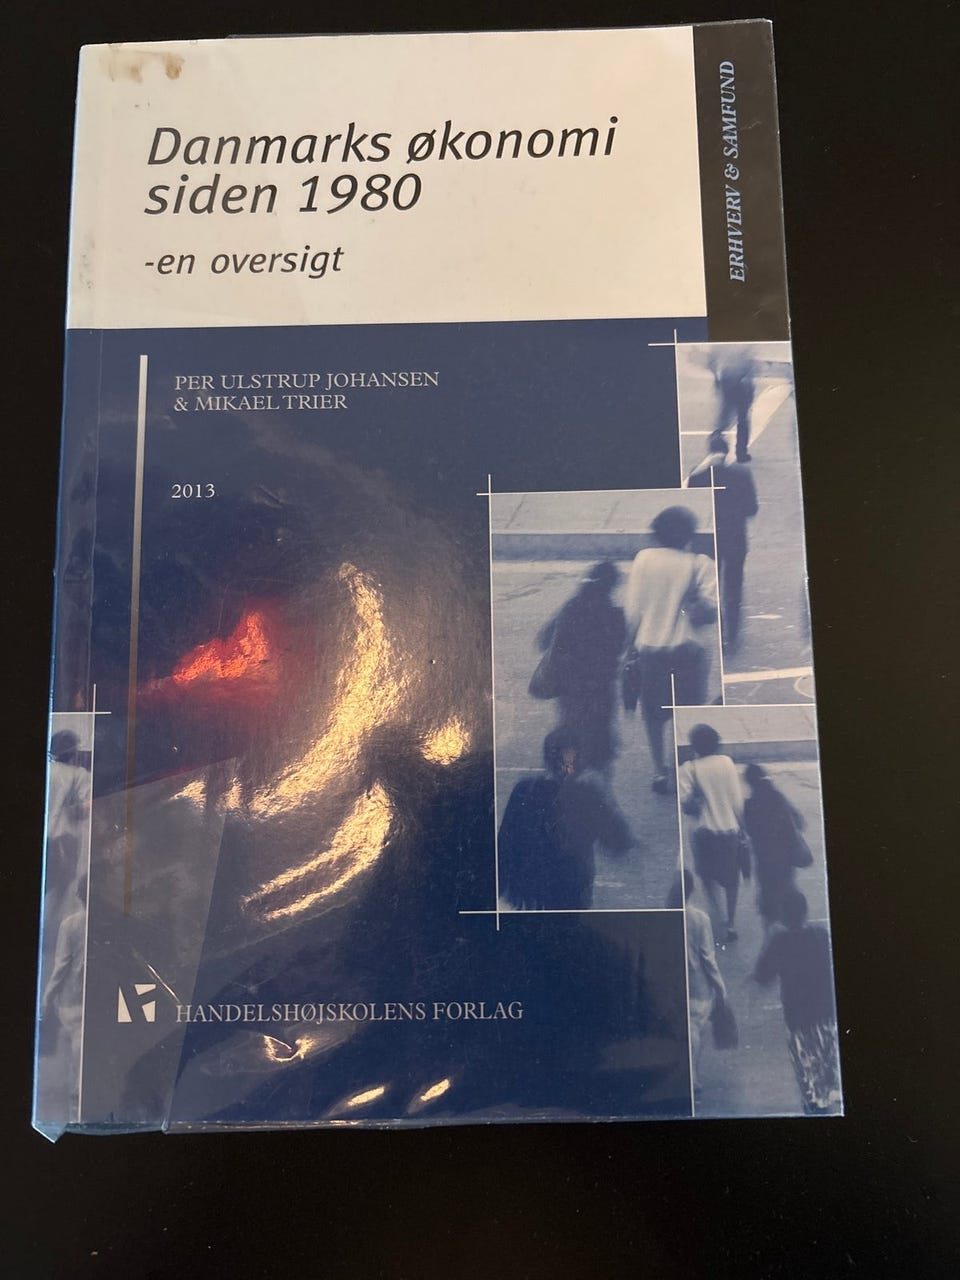 Danmarks økonomi
siden 1980
-en oversigt
ERHVERV & SAMFUND
PER ULSTRUP JOHANSEN
& MIKAEL TRIER
2013
HANDELSHØJSKOLENS FORLAG